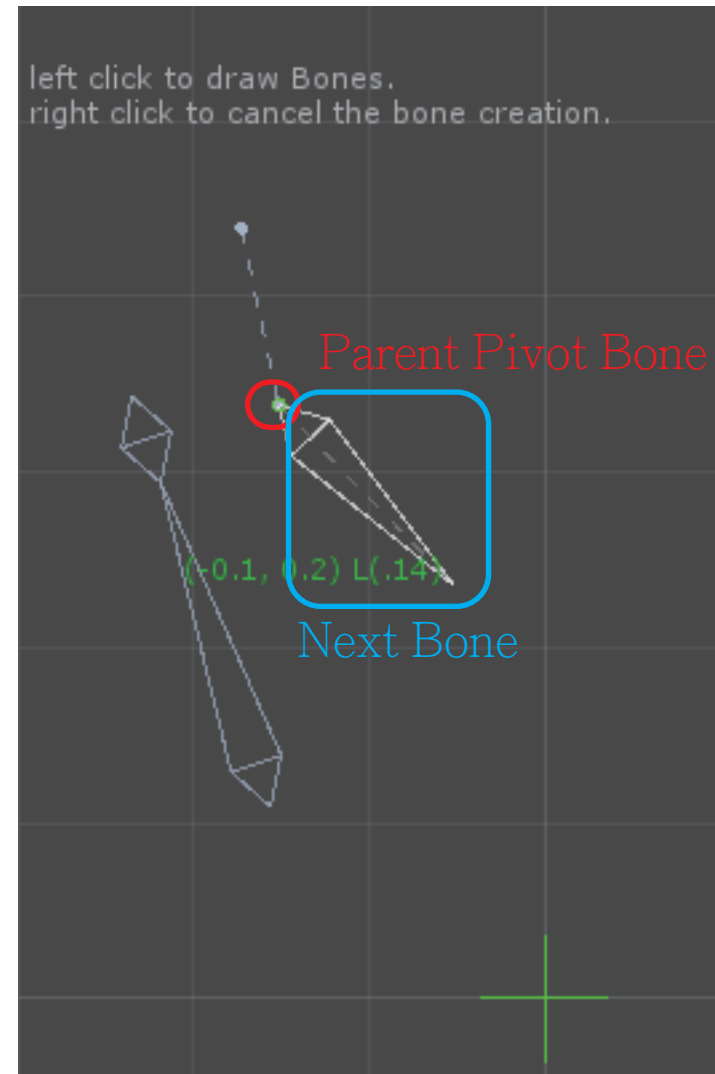 left click to draw Bones.
right click to cancel the bone creation.
Parent Pivot Bone
(-0.1, 0.2) L(.14)
Next Bone